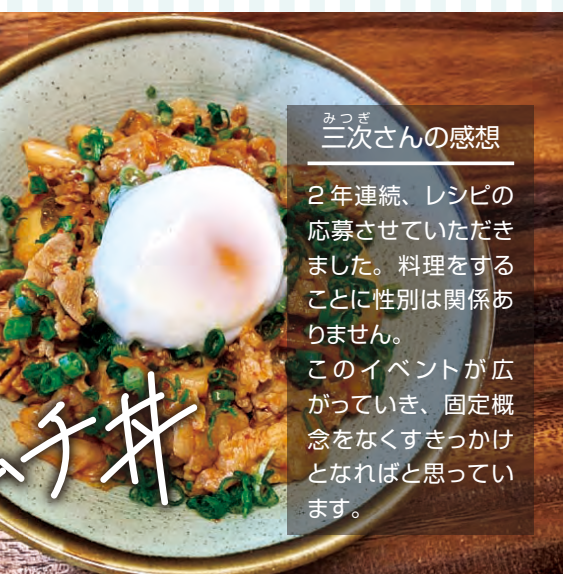 みつぎ
三次さんの感想
2年連続、レシピの
応募させていただき
ました。料理をする
ことに性別は関係あ
りません。
このイベントが広
がっていき、固定概
念をなくすきっかけ
となればと思ってい
ます。
ムチ丼